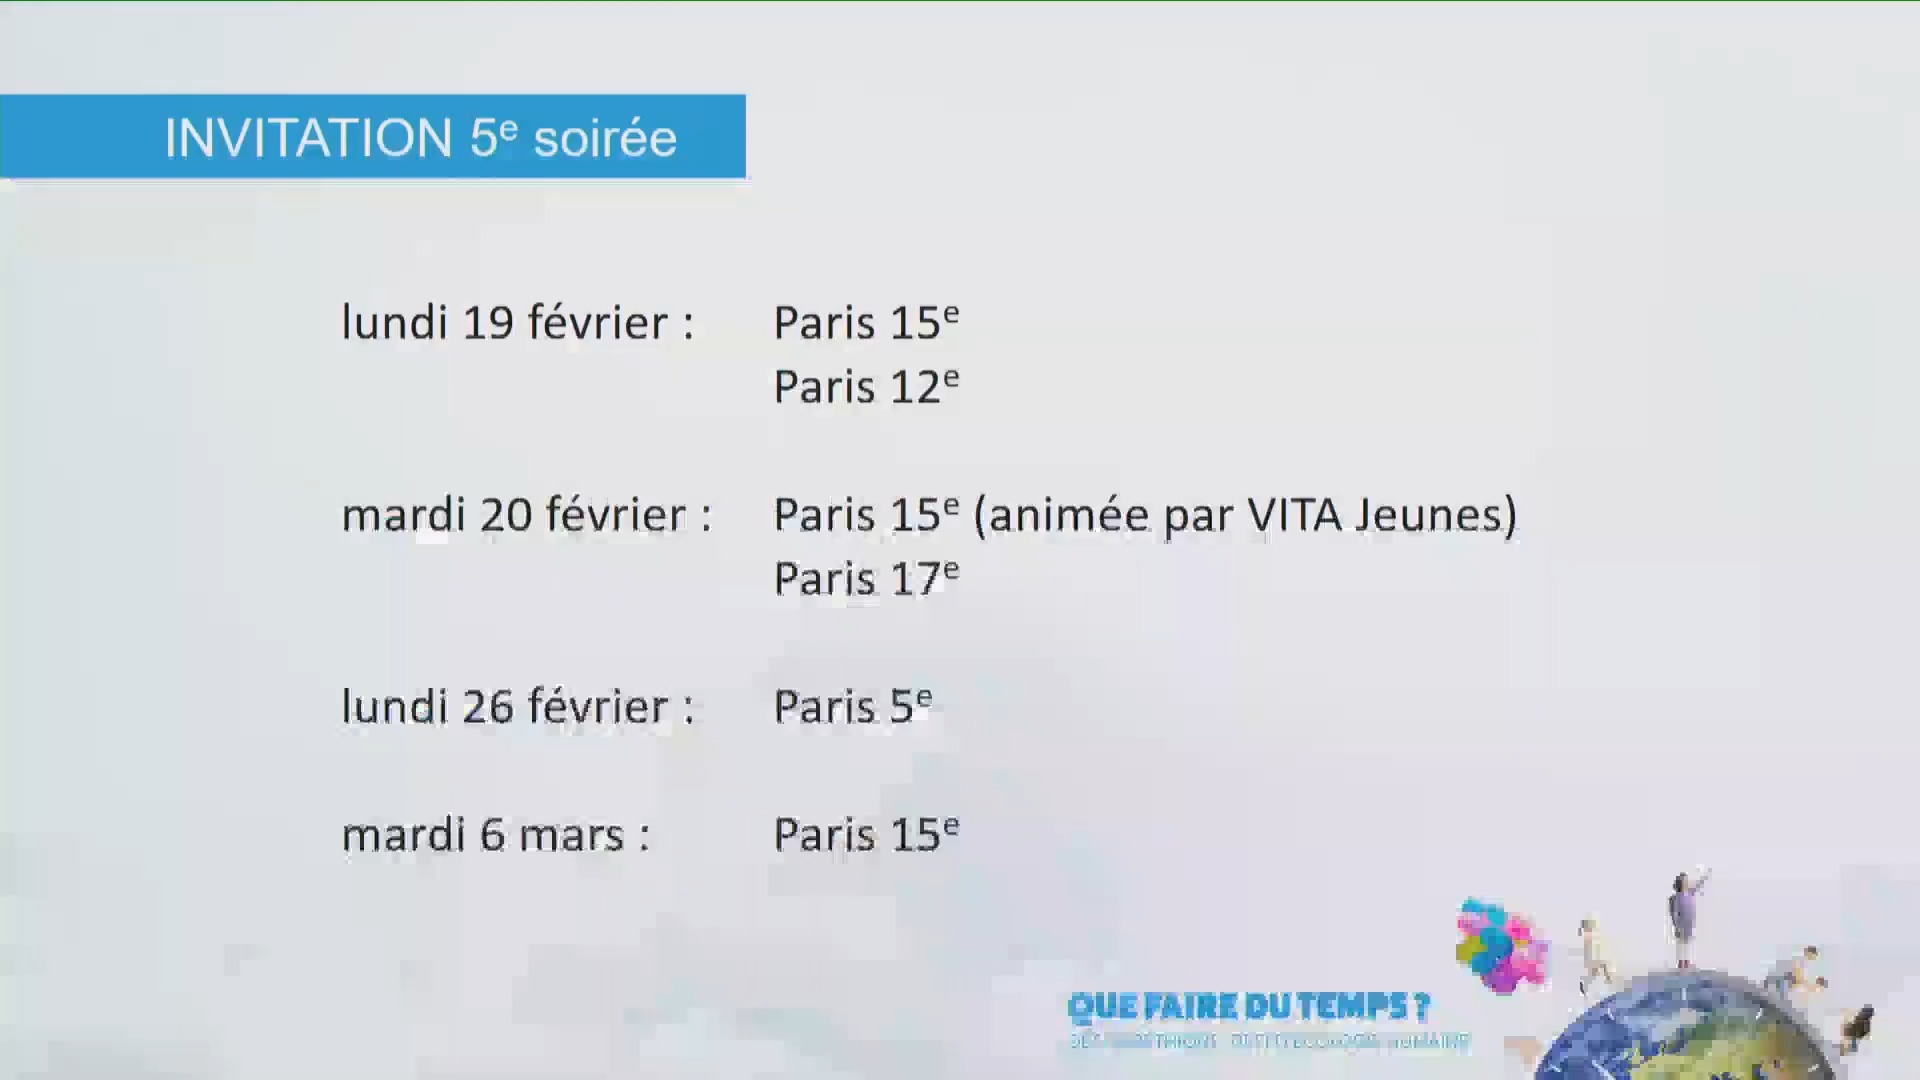 INVITATION 5e soirée
lundi 19 février : Paris 15e
Paris 12e
mardi 20 février : Paris 15e (animée par VITA Jeunes)
Paris 17e
lundi 26 février : Paris 5e
mardi 6 mars : Paris 15e
QUE FAIRE DU TEMPS ?